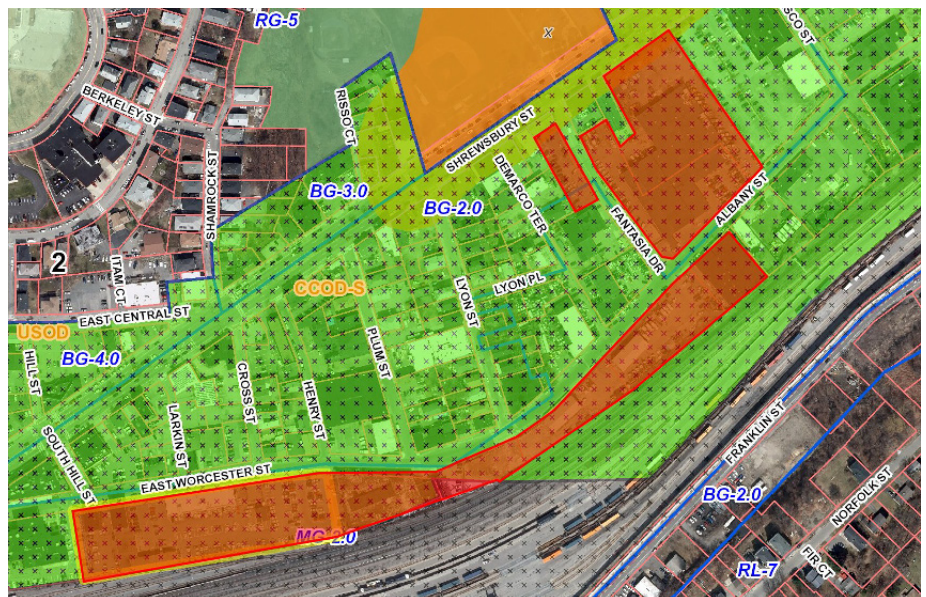 RG-5
SCO ST
X
BERKELEY ST
RISSO CT
SHREWSBURY ST
SHAMROCK ST
BG-3.0
DEMARCO TER
BG-2.0
ALBANY ST
FANTASIA DR
2
ITAM CT
LYON PL
CCOD-S
LYON ST
EAST CENTRAL ST
USOD
PLUM ST
BG-4.0
HILL ST
CROSS ST
HENRY ST
LARKIN ST
FRANKLIN ST
SOUTH HILL ST
EAST WORCESTER ST
BG-2.0
NORFOLK ST
MG-2.0
FIR CT
RL-7